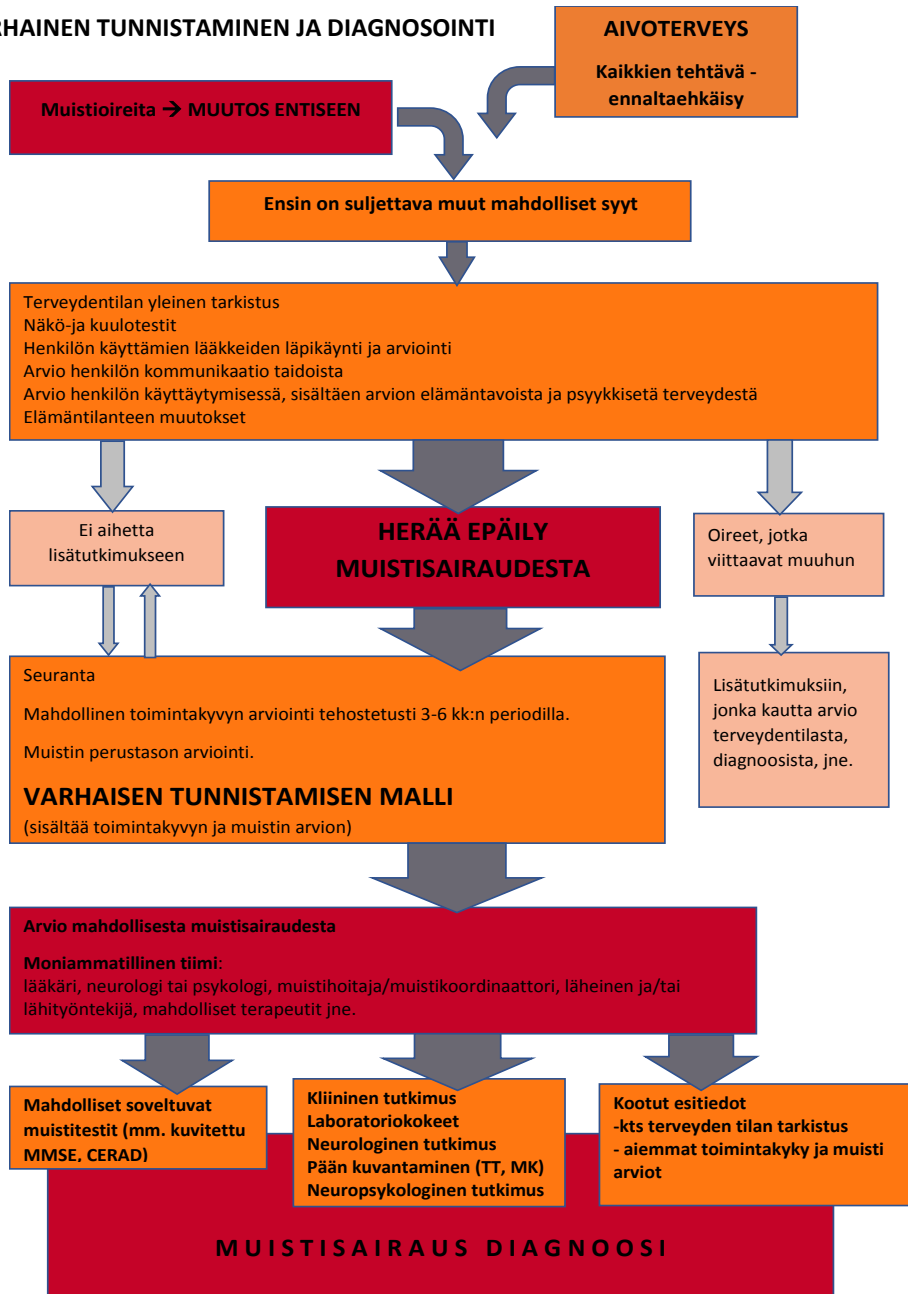 RHAINEN TUNNISTAMINEN JA DIAGNOSOINTI
AIVOTERVEYS
Kaikkien tehtävä -
ennaltaehkäisy
Muistioireita → MUUTOS ENTISEEN
Ensin on suljettava muut mahdolliset syyt
Terveydentilan yleinen tarkistus
Näkö-ja kuulotestit
Henkilön käyttämien lääkkeiden läpikäynti ja arviointi
Arvio henkilön kommunikaatio taidoista
Arvio henkilön käyttäytymisessä, sisältäen arvion elämäntavoista ja psyykkisetä terveydestä
Elämäntilanteen muutokset
Ei aihetta
lisätutkimukseen
HERÄÄ EPÄILY
MUISTISAIRAUDESTA
Oireet, jotka
viittaavat muuhun
Seuranta
Mahdollinen toimintakyvyn arviointi tehostetusti 3-6 kk:n periodilla.
Muistin perustason arviointi.
VARHAISEN TUNNISTAMISEN MALLI
(sisältää toimintakyvyn ja muistin arvion)
Lisätutkimuksiin,
jonka kautta arvio
terveydentilasta,
diagnoosista, jne.
Arvio mahdollisesta muistisairaudesta
Moniammatillinen tiimi:
lääkäri, neurologi tai psykologi, muistihoitaja/muistikoordinaattori, läheinen ja/tai
lähityöntekijä, mahdolliset terapeutit jne.
Mahdolliset soveltuvat
muistitestit (mm. kuvitettu
MMSE, CERAD)
Kliininen tutkimus
Laboratoriokokeet
Neurologinen tutkimus
Pään kuvantaminen (TT, MK)
Neuropsykologinen tutkimus
Kootut esitiedot
-kts terveyden tilan tarkistus
- aiemmat toimintakyky ja muisti
arviot
MUISTISAIRAUS DIAGNOOSI